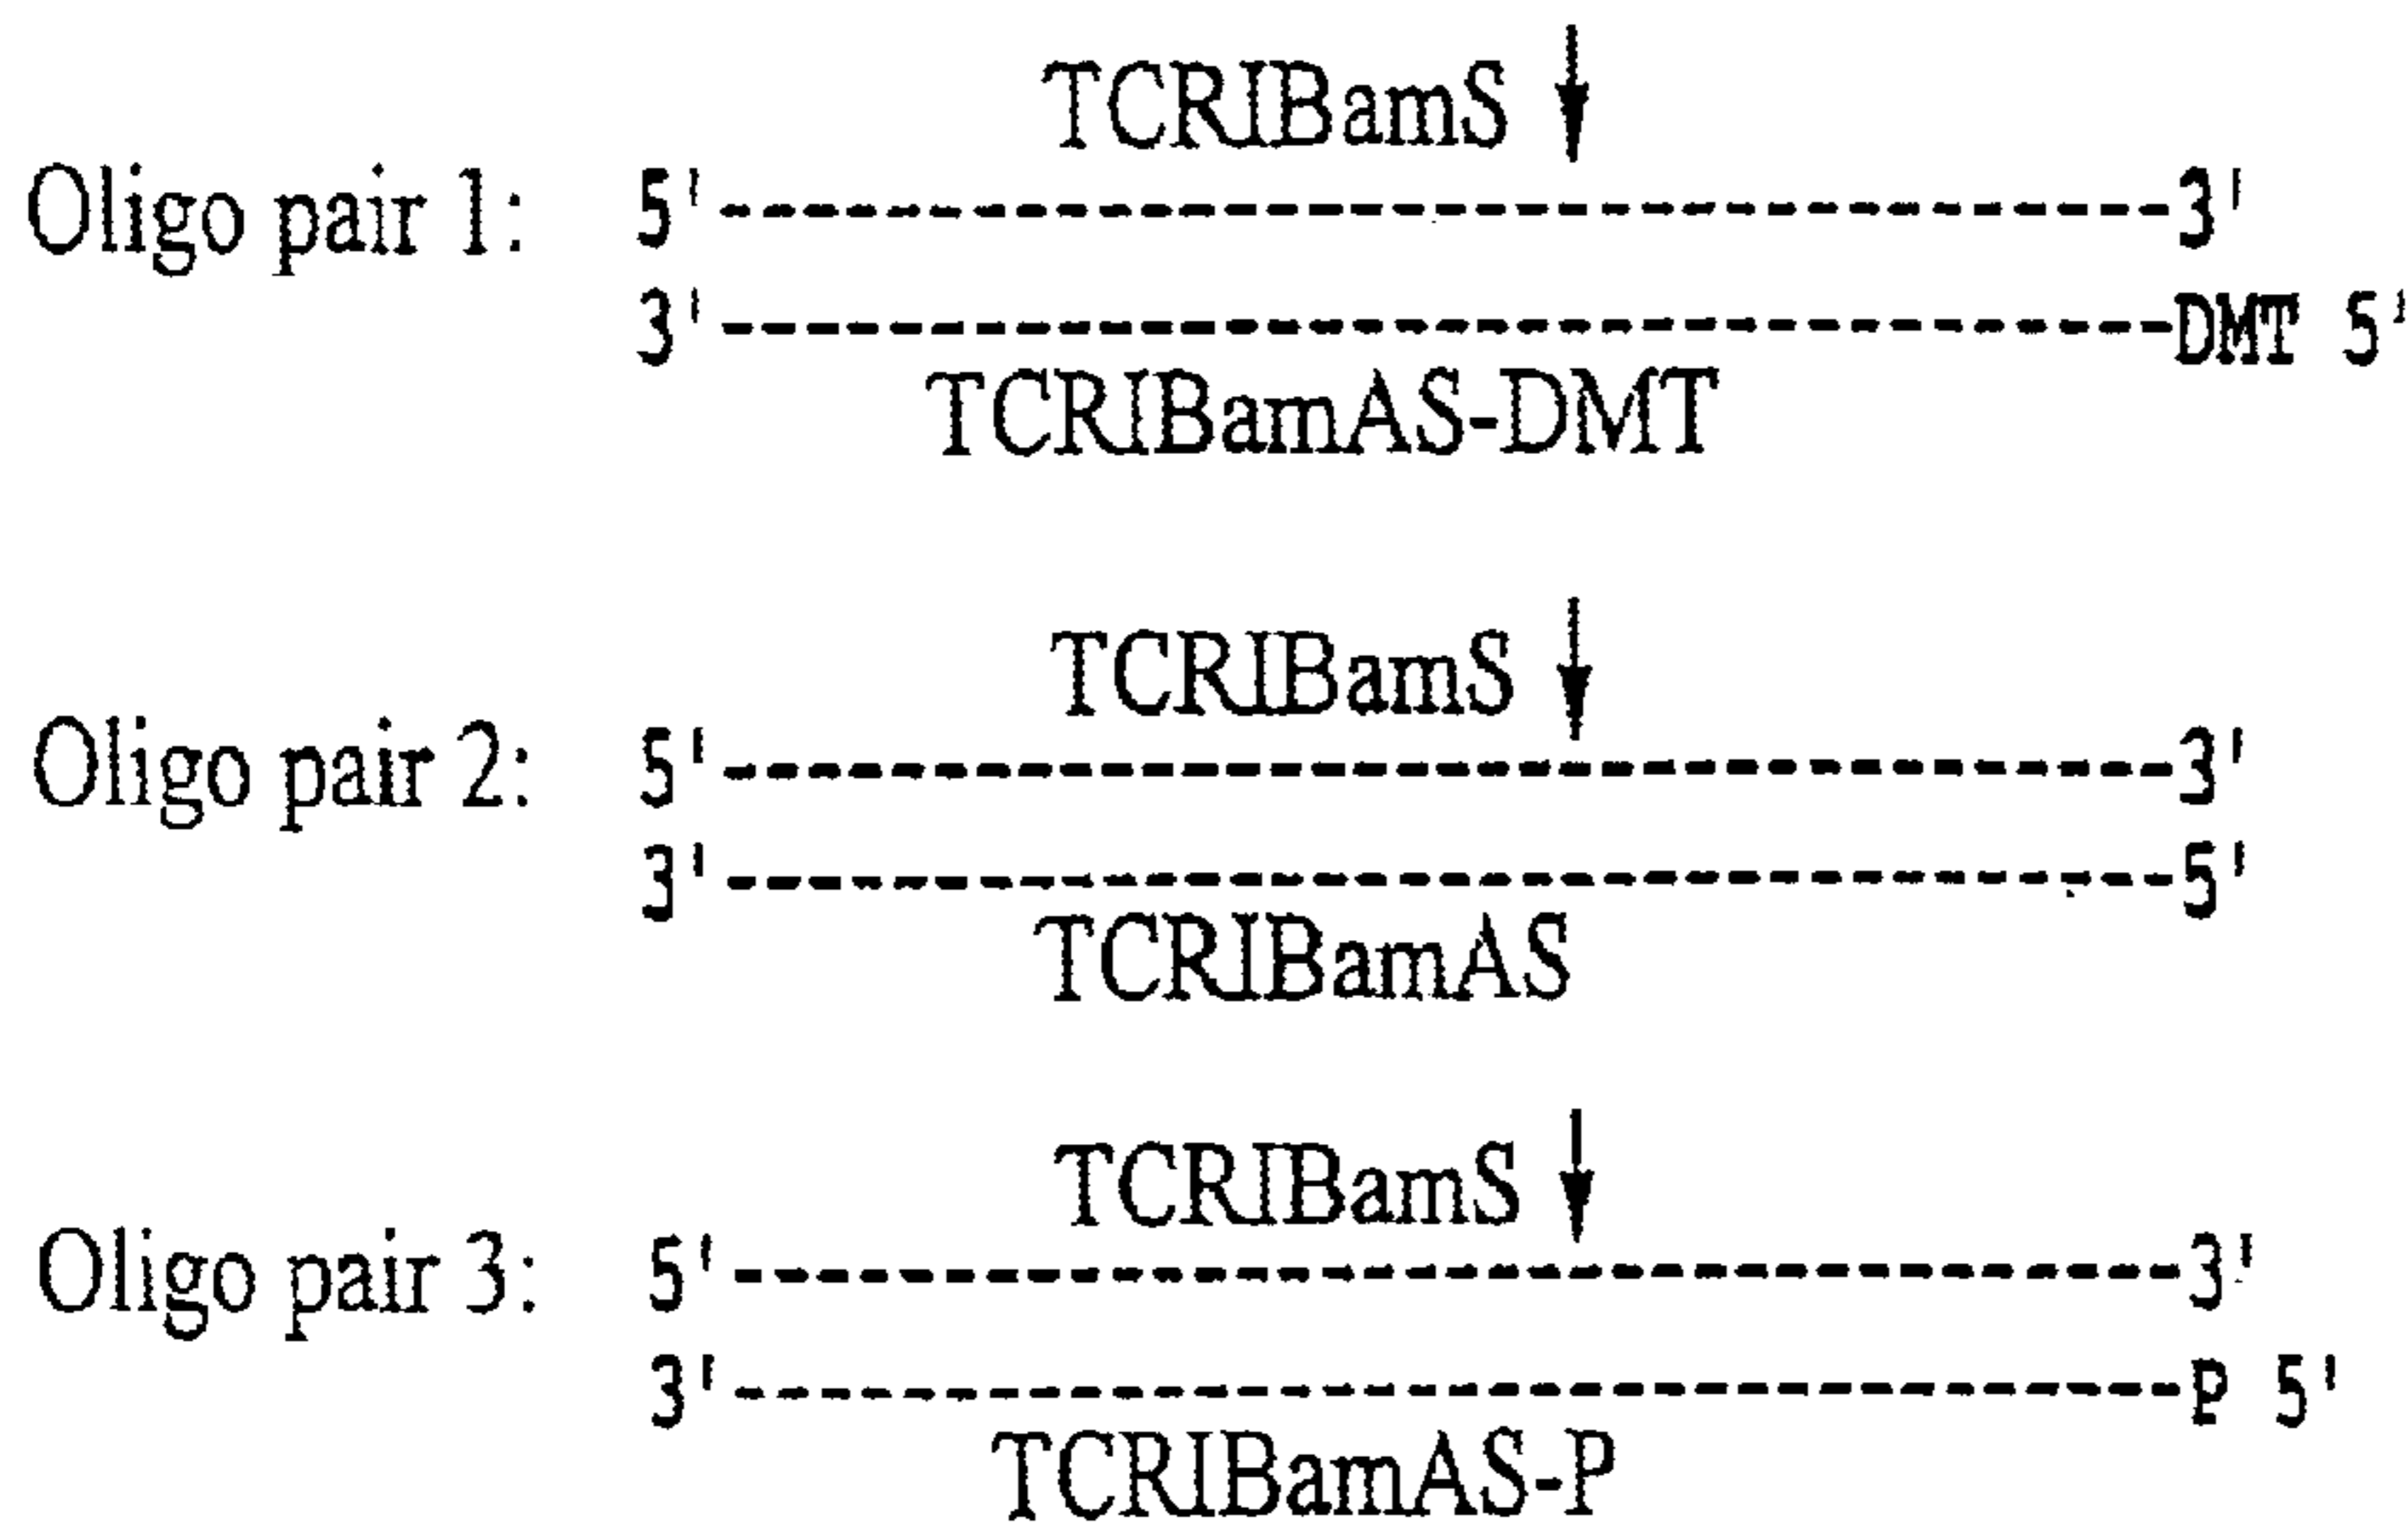 TCRIBamS
Oligo pair 1: 5' 3'
3' DMT 5'
TCRIBamAS-DMT
TCRIBamS
Oligo pair 2: 5' 3'
3' 5'
TCRIBamAS
TCRIBamS
Oligo pair 3: 5' 3'
3' P 5'
TCRIBamAS-P